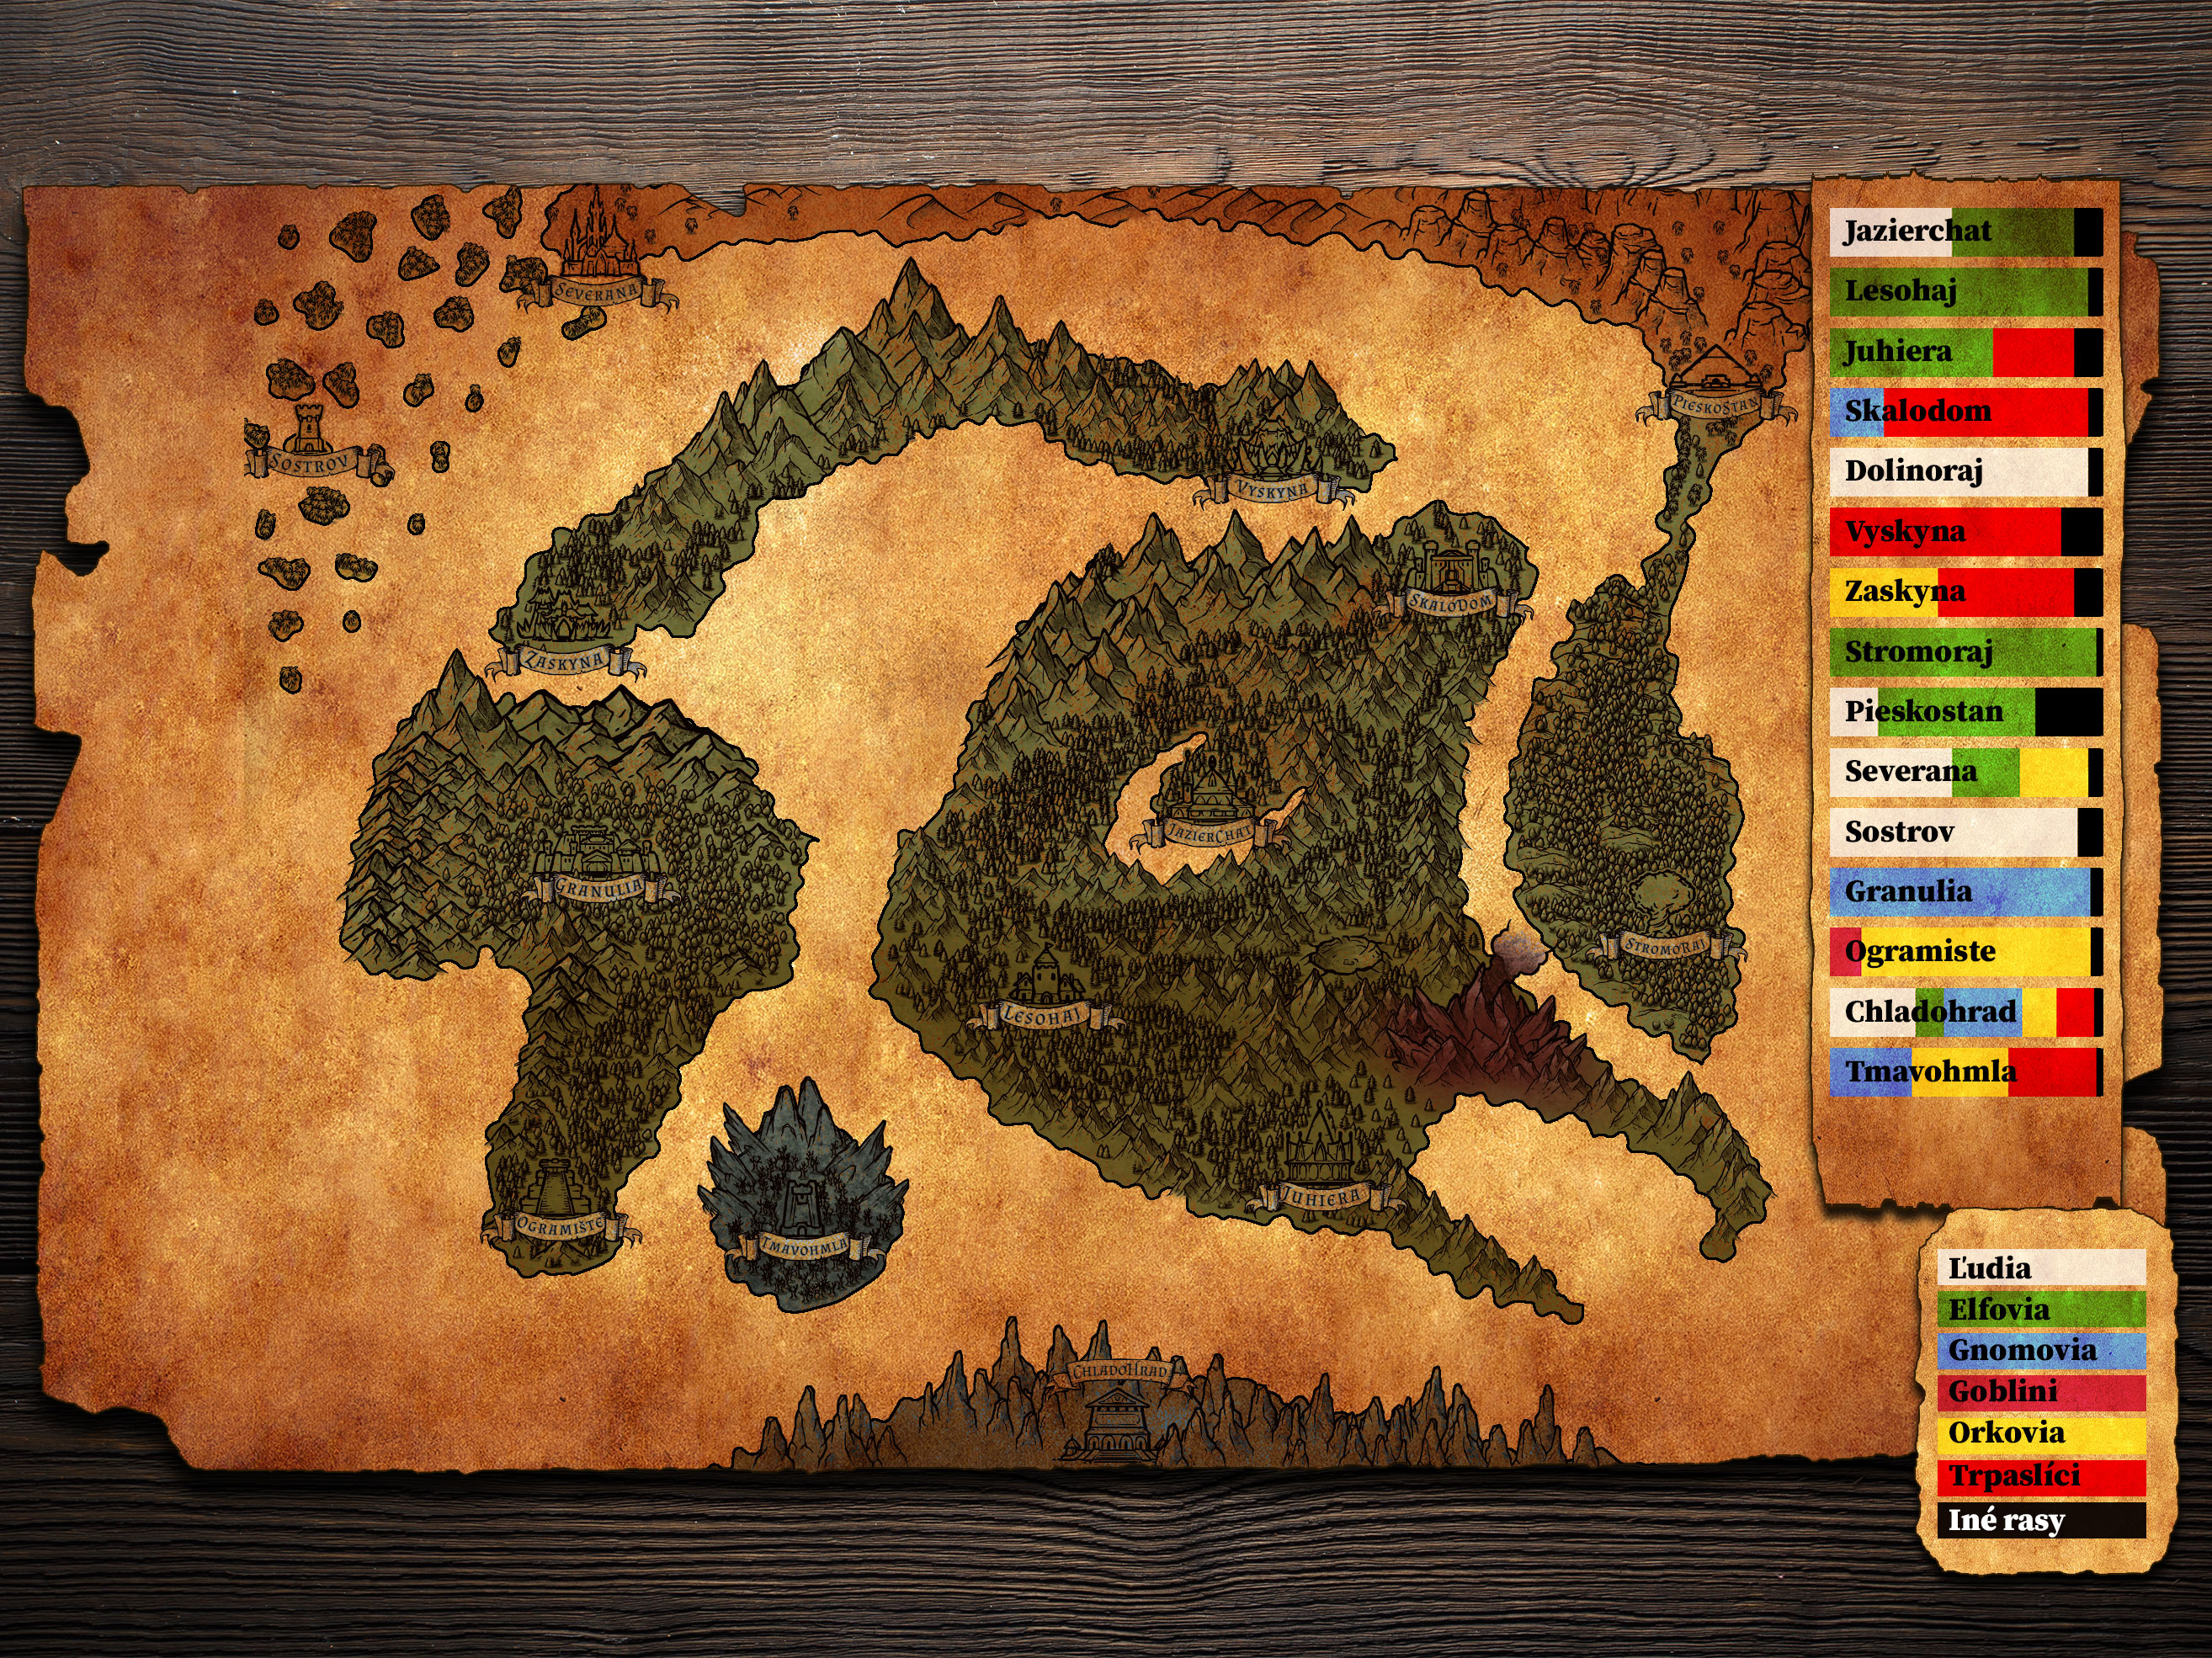 Severana
Pieskoštan
Sostrov
Vyskyna
Skalodom
Zaskyna
Jazierchat
Granulia
Stromoraj
Lesohaj
Juhiera
Ogramište
Tmavohmla
Chladohrad
Jazierchat
Lesohaj
Juhiera
Skalodom
Dolinoraj
Vyskyna
Zaskyna
Stromoraj
Pieskostan
Severana
Sostrov
Granulia
Ogramiste
Chladohrad
Tmavohmla
Ľudia
Elfovia
Gnomovia
Goblini
Orkovia
Trpaslíci
Iné rasy